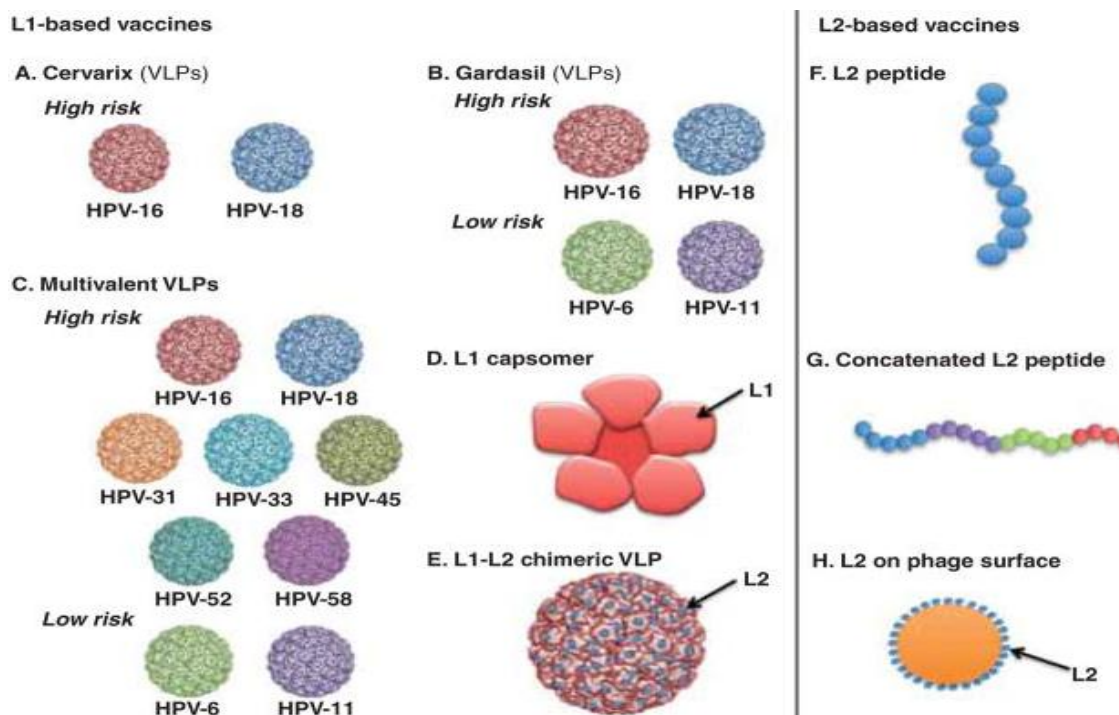 L1-based vaccines
A. Cervarix (VLPs)
High risk
HPV-16 HPV-18
B. Gardasil (VLPs)
High risk
HPV-16 HPV-18
Low risk
HPV-6 HPV-11
C. Multivalent VLPs
High risk
HPV-16 HPV-18
HPV-31 HPV-33 HPV-45
HPV-52 HPV-58
Low risk
HPV-6 HPV-11
D. L1 capsomer
L1
E. L1-L2 chimeric VLP
L2
L2-based vaccines
F. L2 peptide
G. Concatenated L2 peptide
H. L2 on phage surface
L2